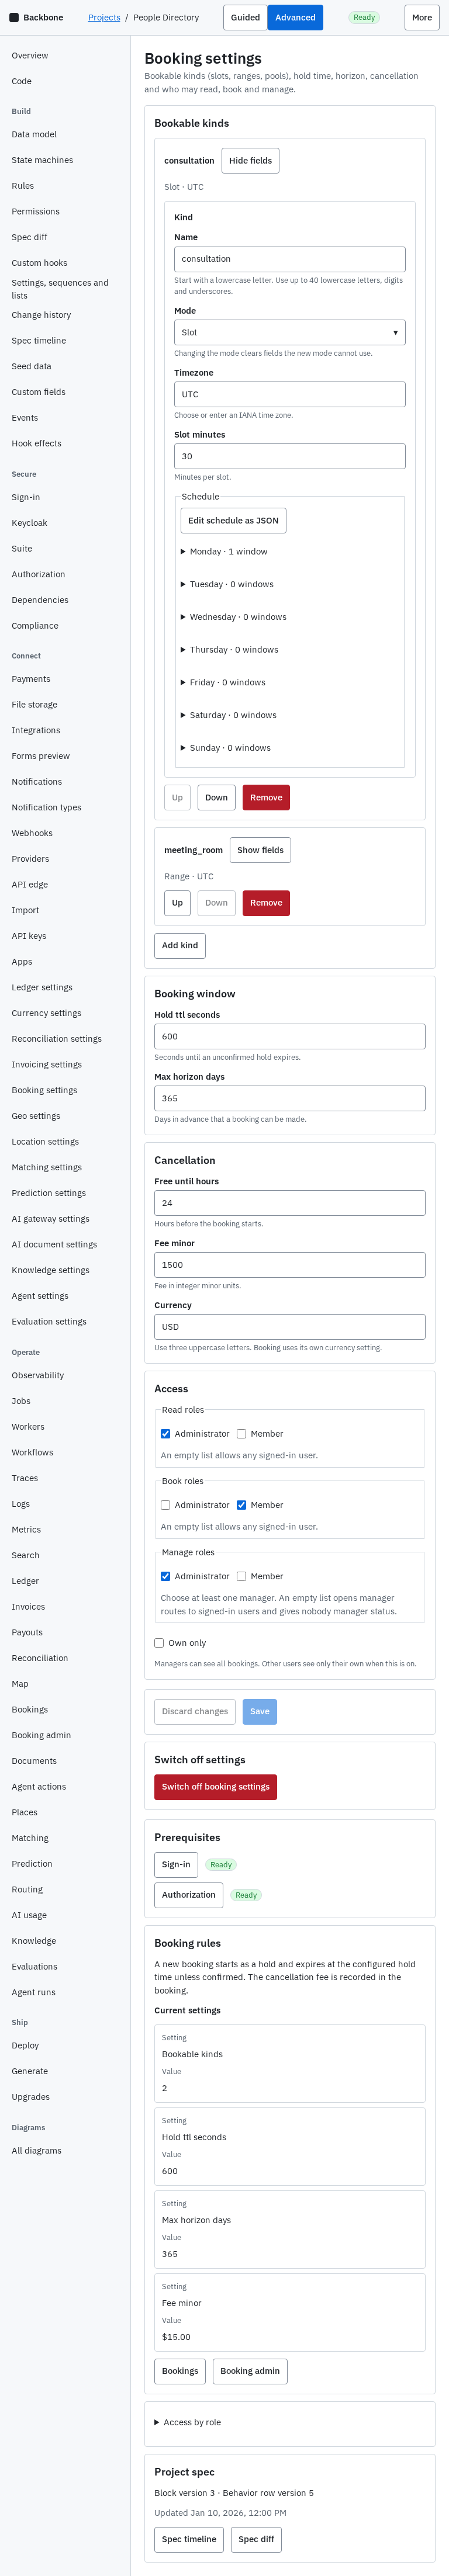 Backbone
Projects / People Directory
Guided
Advanced
Ready
More
Overview
Code
Build
Data model
State machines
Rules
Permissions
Spec diff
Custom hooks
Settings, sequences and
lists
Change history
Spec timeline
Seed data
Custom fields
Events
Hook effects
Secure
Sign-in
Keycloak
Suite
Authorization
Dependencies
Compliance
Connect
Payments
File storage
Integrations
Forms preview
Notifications
Notification types
Webhooks
Providers
API edge
Import
API keys
Apps
Ledger settings
Currency settings
Reconciliation settings
Invoicing settings
Booking settings
Geo settings
Location settings
Matching settings
Prediction settings
AI gateway settings
AI document settings
Knowledge settings
Agent settings
Evaluation settings
Operate
Observability
Jobs
Workers
Workflows
Traces
Logs
Metrics
Search
Ledger
Invoices
Payouts
Reconciliation
Map
Bookings
Booking admin
Documents
Agent actions
Places
Matching
Prediction
Routing
AI usage
Knowledge
Evaluations
Agent runs
Ship
Deploy
Generate
Upgrades
Diagrams
All diagrams
Booking settings
Bookable kinds (slots, ranges, pools), hold time, horizon, cancellation
and who may read, book and manage.
Bookable kinds
consultation
Hide fields
Slot · UTC
Kind
Name
consultation
Start with a lowercase letter. Use up to 40 lowercase letters, digits
and underscores.
Mode
Slot
Changing the mode clears fields the new mode cannot use.
Timezone
UTC
Choose or enter an IANA time zone.
Slot minutes
30
Minutes per slot.
Schedule
Edit schedule as JSON
Monday · 1 window
Tuesday · 0 windows
Wednesday · 0 windows
Thursday · 0 windows
Friday · 0 windows
Saturday · 0 windows
Sunday · 0 windows
Up
Down
Remove
meeting_room
Show fields
Range · UTC
Up
Down
Remove
Add kind
Booking window
Hold ttl seconds
600
Seconds until an unconfirmed hold expires.
Max horizon days
365
Days in advance that a booking can be made.
Cancellation
Free until hours
24
Hours before the booking starts.
Fee minor
1500
Fee in integer minor units.
Currency
USD
Use three uppercase letters. Booking uses its own currency setting.
Access
Read roles
Administrator
Member
An empty list allows any signed-in user.
Book roles
Administrator
Member
An empty list allows any signed-in user.
Manage roles
Administrator
Member
Choose at least one manager. An empty list opens manager
routes to signed-in users and gives nobody manager status.
Own only
Managers can see all bookings. Other users see only their own when this is on.
Discard changes
Save
Switch off settings
Switch off booking settings
Prerequisites
Sign-in
Ready
Authorization
Ready
Booking rules
A new booking starts as a hold and expires at the configured hold
time unless confirmed. The cancellation fee is recorded in the
booking.
Current settings
Setting
Bookable kinds
Value
2
Setting
Hold ttl seconds
Value
600
Setting
Max horizon days
Value
365
Setting
Fee minor
Value
$15.00
Bookings
Booking admin
Access by role
Project spec
Block version 3 · Behavior row version 5
Updated Jan 10, 2026, 12:00 PM
Spec timeline
Spec diff